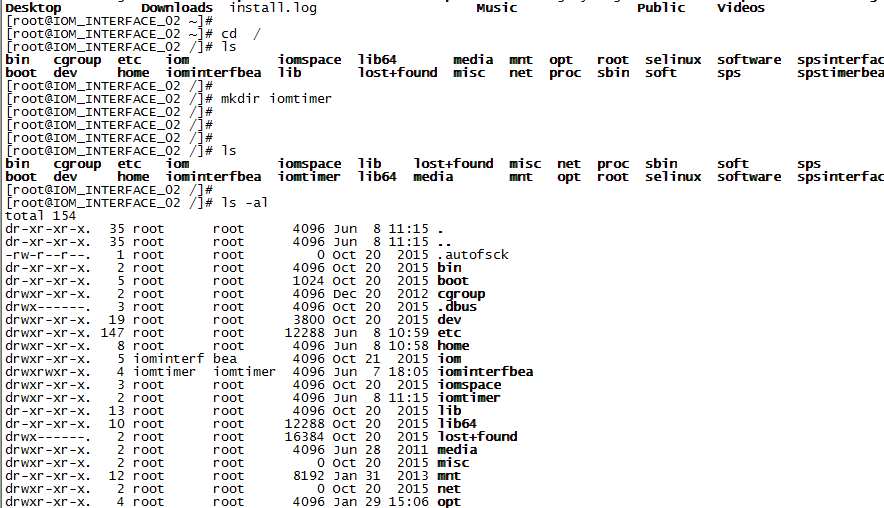 Desktop Downloads install.log Music Public Videos
[root@IOM_INTERFACE_02 ~]#
[root@IOM_INTERFACE_02 ~]# cd /
[root@IOM_INTERFACE_02 /]# ls
bin cgroup etc iom iomspace lib64 media mnt opt root selinux software spsinterfac
boot dev home iominterfbea lib lost+found misc net proc sbin soft sps spstimerbea
[root@IOM_INTERFACE_02 /]#
[root@IOM_INTERFACE_02 /]# mkdir iomtimer
[root@IOM_INTERFACE_02 /]#
[root@IOM_INTERFACE_02 /]#
[root@IOM_INTERFACE_02 /]#
[root@IOM_INTERFACE_02 /]# ls
bin cgroup etc iom iomspace lib lost+found misc net proc sbin soft sps
boot dev home iominterfbea iomtimer lib64 media mnt opt root selinux software spsinterfac
[root@IOM_INTERFACE_02 /]#
[root@IOM_INTERFACE_02 /]# ls -al
total 154
dr-xr-xr-x. 35 root root 4096 Jun 8 11:15 .
dr-xr-xr-x. 35 root root 4096 Jun 8 11:15 ..
-rw-r--r--. 1 root root 0 Oct 20 2015 .autofsck
dr-xr-xr-x. 2 root root 4096 Oct 20 2015 bin
dr-xr-xr-x. 5 root root 1024 Oct 20 2015 boot
drwxr-xr-x. 2 root root 4096 Dec 20 2012 cgroup
drwx------. 3 root root 4096 Oct 20 2015 .dbus
drwxr-xr-x. 19 root root 3800 Oct 20 2015 dev
drwxr-xr-x. 147 root root 12288 Jun 8 10:59 etc
drwxr-xr-x. 8 root root 4096 Jun 8 10:58 home
drwxr-xr-x. 5 iominterf bea 4096 Oct 21 2015 iom
drwxrwxr-x. 4 iomtimer iomtimer 4096 Jun 7 18:05 iominterfbea
drwxr-xr-x. 3 root root 4096 Oct 20 2015 iomspace
drwxr-xr-x. 2 root root 4096 Jun 8 11:15 iomtimer
dr-xr-xr-x. 13 root root 4096 Oct 20 2015 lib
dr-xr-xr-x. 10 root root 12288 Oct 20 2015 lib64
drwx------. 2 root root 16384 Oct 20 2015 lost+found
drwxr-xr-x. 2 root root 4096 Jun 28 2011 media
drwxr-xr-x. 2 root root 0 Oct 20 2015 misc
dr-xr-xr-x. 12 root root 8192 Jan 31 2013 mnt
drwxr-xr-x. 2 root root 0 Oct 20 2015 net
drwxr-xr-x. 4 root root 4096 Jan 29 15:06 opt